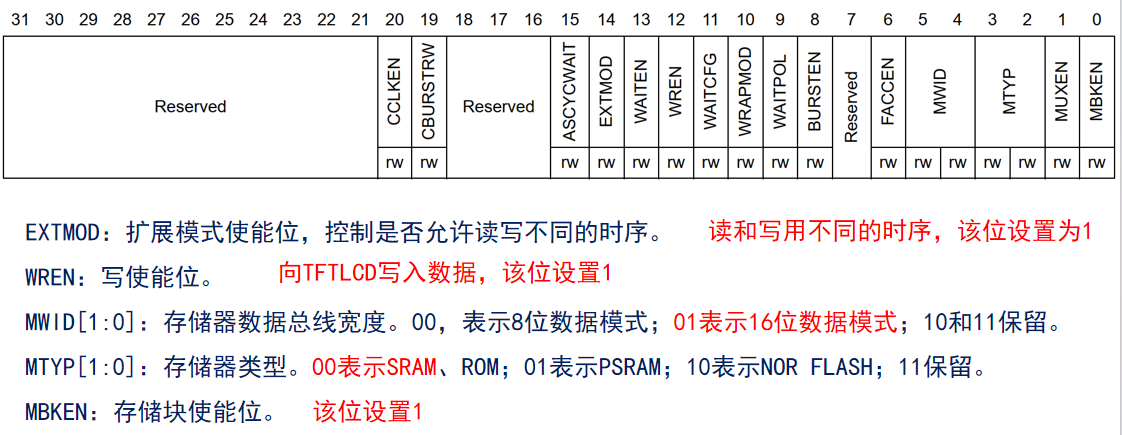 31 30 29 28 27 26 25 24 23 22 21 20 19 18 17 16 15 14 13 12 11 10 9 8 7 6 5 4 3 2 1 0
Reserved CCLKEN CBURSTRW Reserved ASCYCWAIT EXTMOD WAITEN WREN WAITCFG WRAPMOD WAITPOL BURSTEN Reserved FACCEN MWID MTYP MUXEN MBKEN
rw rw rw rw rw rw rw rw rw rw rw rw rw rw rw rw rw
EXTMOD：扩展模式使能位，控制是否允许读写不同的时序。 读和写用不同的时序，该位设置为1
WREN：写使能位。 向TFTLCD写入数据，该位设置1
MWID[1:0]：存储器数据总线宽度。00，表示8位数据模式；01表示16位数据模式；10和11保留。
MTYP[1:0]：存储器类型。00表示SRAM、ROM；01表示PSRAM；10表示NOR FLASH；11保留。
MBKEN：存储块使能位。 该位设置1